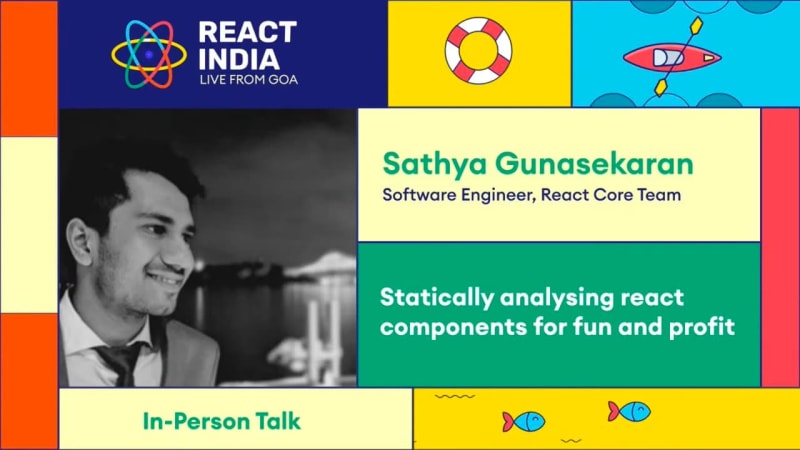 REACT
INDIA
LIVE FROM GOA
Sathya Gunasekaran
Software Engineer, React Core Team
Statically analysing react
components for fun and profit
In-Person Talk